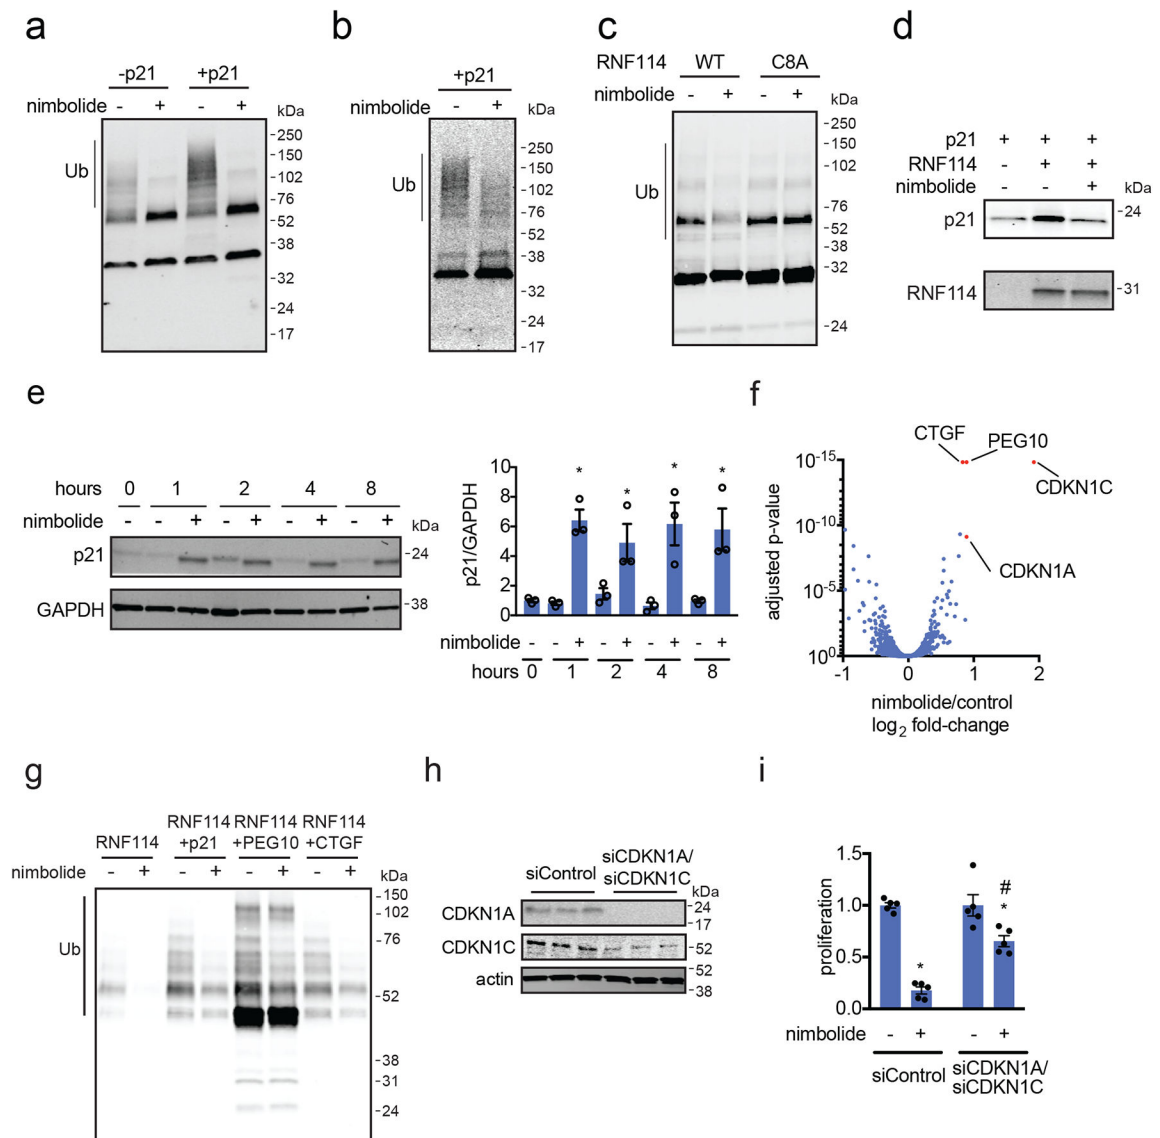 a
-p21 +p21
nimbolide - + - +
kDa
Ub
-250
-150
-102
-76
-52
-38
-32
-24
-17
b
+p21
nimbolide - +
kDa
Ub
-250
-150
-102
-76
-52
-38
-32
-24
-17
c
RNF114 WT C8A
nimbolide - + - +
kDa
Ub
-250
-150
-102
-76
-52
-38
-32
-24
d
p21 + + +
RNF114 - + +
nimbolide - - +
kDa
p21 -24
RNF114 -31
e
hours 0 1 2 4 8
nimbolide - - + - + - + - +
kDa
p21 -24
GAPDH -38
p21/GAPDH
10
8
6
4
2
0
* * * *
nimbolide - - + - + - + - +
hours 0 1 2 4 8
f
CTGF PEG10
CDKN1C
CDKN1A
adjusted p-value
10-15
10-10
10-5
100
-1 0 1 2
nimbolide/control
log2 fold-change
g
RNF114 RNF114 RNF114 RNF114
+p21 +PEG10 +CTGF
nimbolide - + - + - + - +
kDa
Ub
-150
-102
-76
-52
-38
-31
-24
h
siControl siCDKN1A/
siCDKN1C
kDa
CDKN1A -24
-17
CDKN1C -52
actin -52
-38
i
proliferation
1.5
1.0
0.5
0.0
* # *
nimbolide - + - +
siControl siCDKN1A/
siCDKN1C